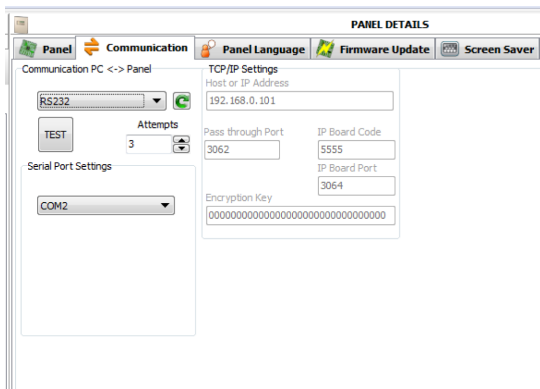 PANEL DETAILS
Panel Communication Panel Language Firmware Update Screen Saver
Communication PC <-> Panel
RS232
TEST
Attempts
3
Serial Port Settings
COM2
TCP/IP Settings
Host or IP Address
192.168.0.101
Pass through Port IP Board Code
3062 5555
IP Board Port
3064
Encryption Key
00000000000000000000000000000000